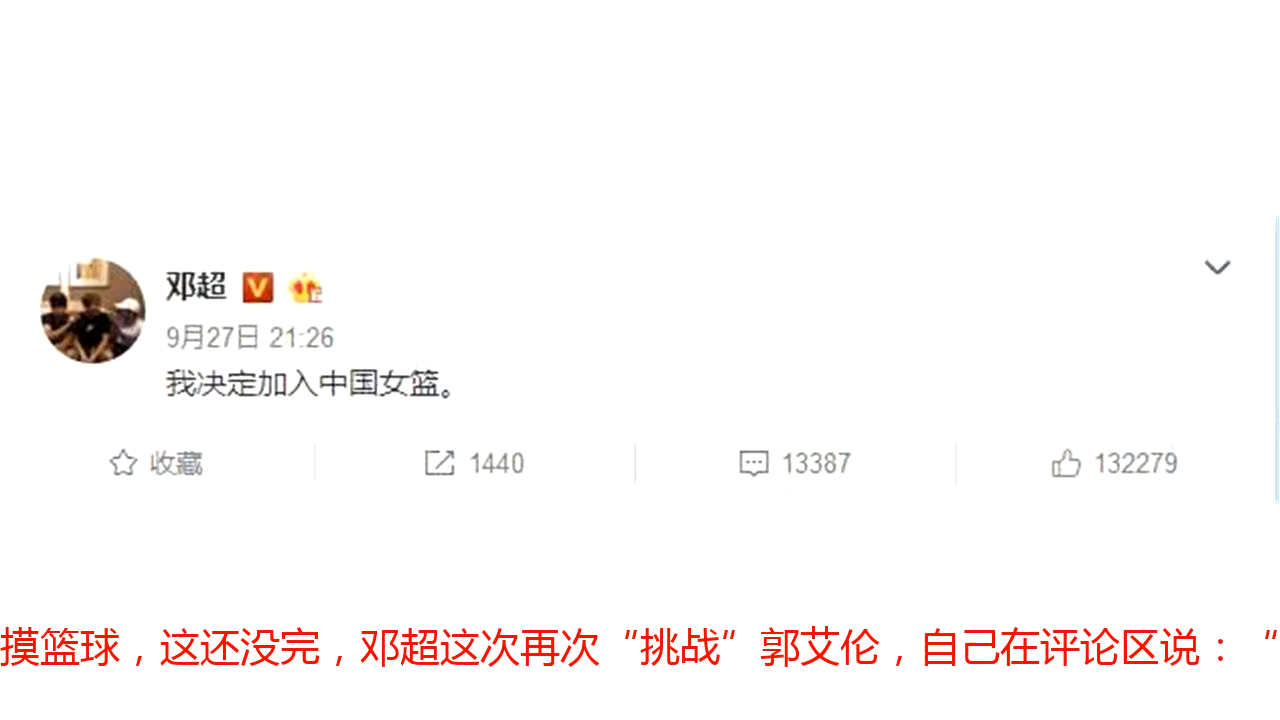 邓超
9月27日 21:26
我决定加入中国女篮。
收藏 1440 13387 132279
摸篮球，这还没完，邓超这次再次“挑战”郭艾伦，自己在评论区说：“